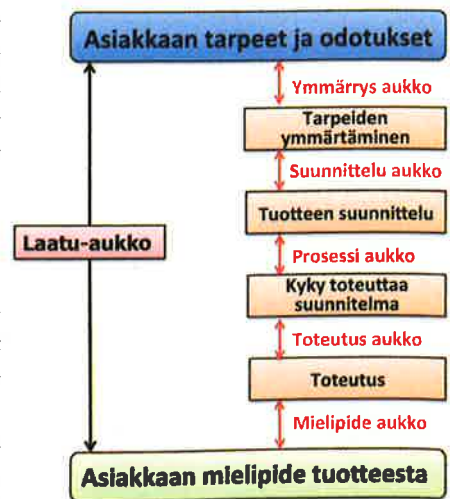 Asiakkaan tarpeet ja odotukset
Ymmärrys aukko
Tarpeiden
ymmärtäminen
Suunnittelu aukko
Tuotteen suunnittelu
Laatu-aukko
Prosessi aukko
Kyky toteuttaa
suunnitelma
Toteutus aukko
Toteutus
Mielipide aukko
Asiakkaan mielipide tuotteesta